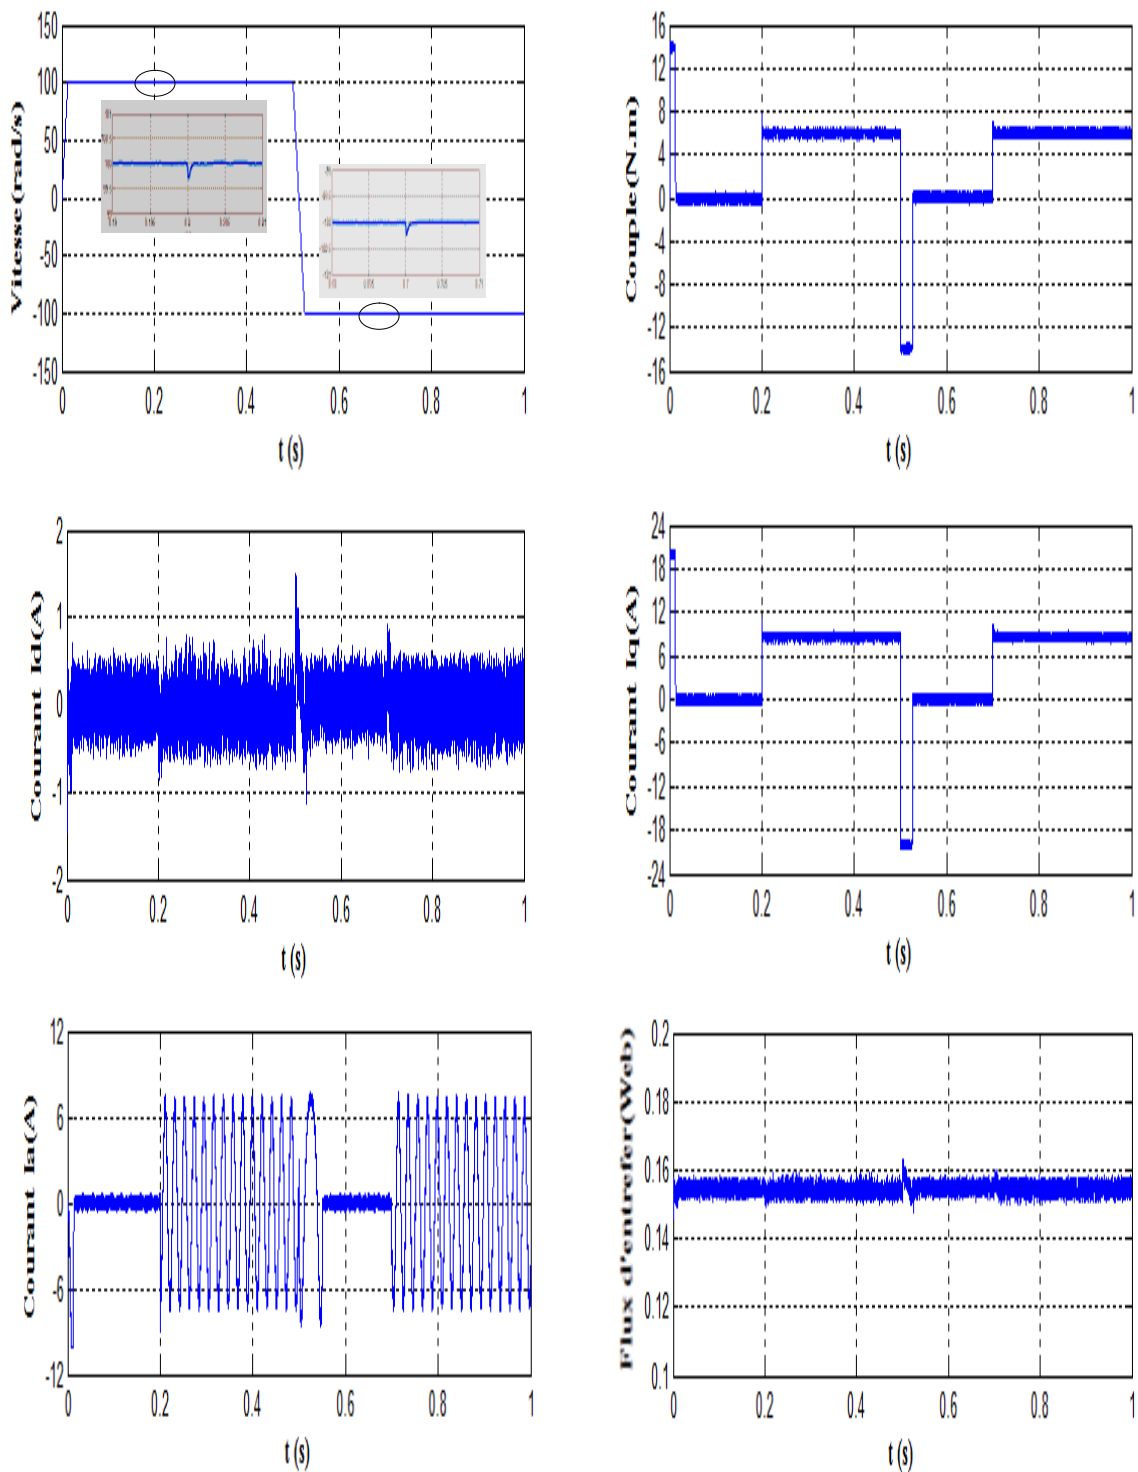 150
100
50
0
-50
-100
-150
Vitesse(rad/s)
0 0.2 0.4 0.6 0.8 1
t (s)
16
12
8
4
0
-4
-8
-12
-16
Couple(N.m)
0 0.2 0.4 0.6 0.8 1
t (s)
2
1
0
-1
-2
Courant Id(A)
0 0.2 0.4 0.6 0.8 1
t (s)
24
18
12
6
0
-6
-12
-18
-24
Courant Iq(A)
0 0.2 0.4 0.6 0.8 1
t (s)
12
6
0
-6
-12
Courant Ia(A)
0 0.2 0.4 0.6 0.8 1
t (s)
0.2
0.18
0.16
0.14
0.12
0.1
Flux d'entrefer(Web)
0 0.2 0.4 0.6 0.8 1
t (s)